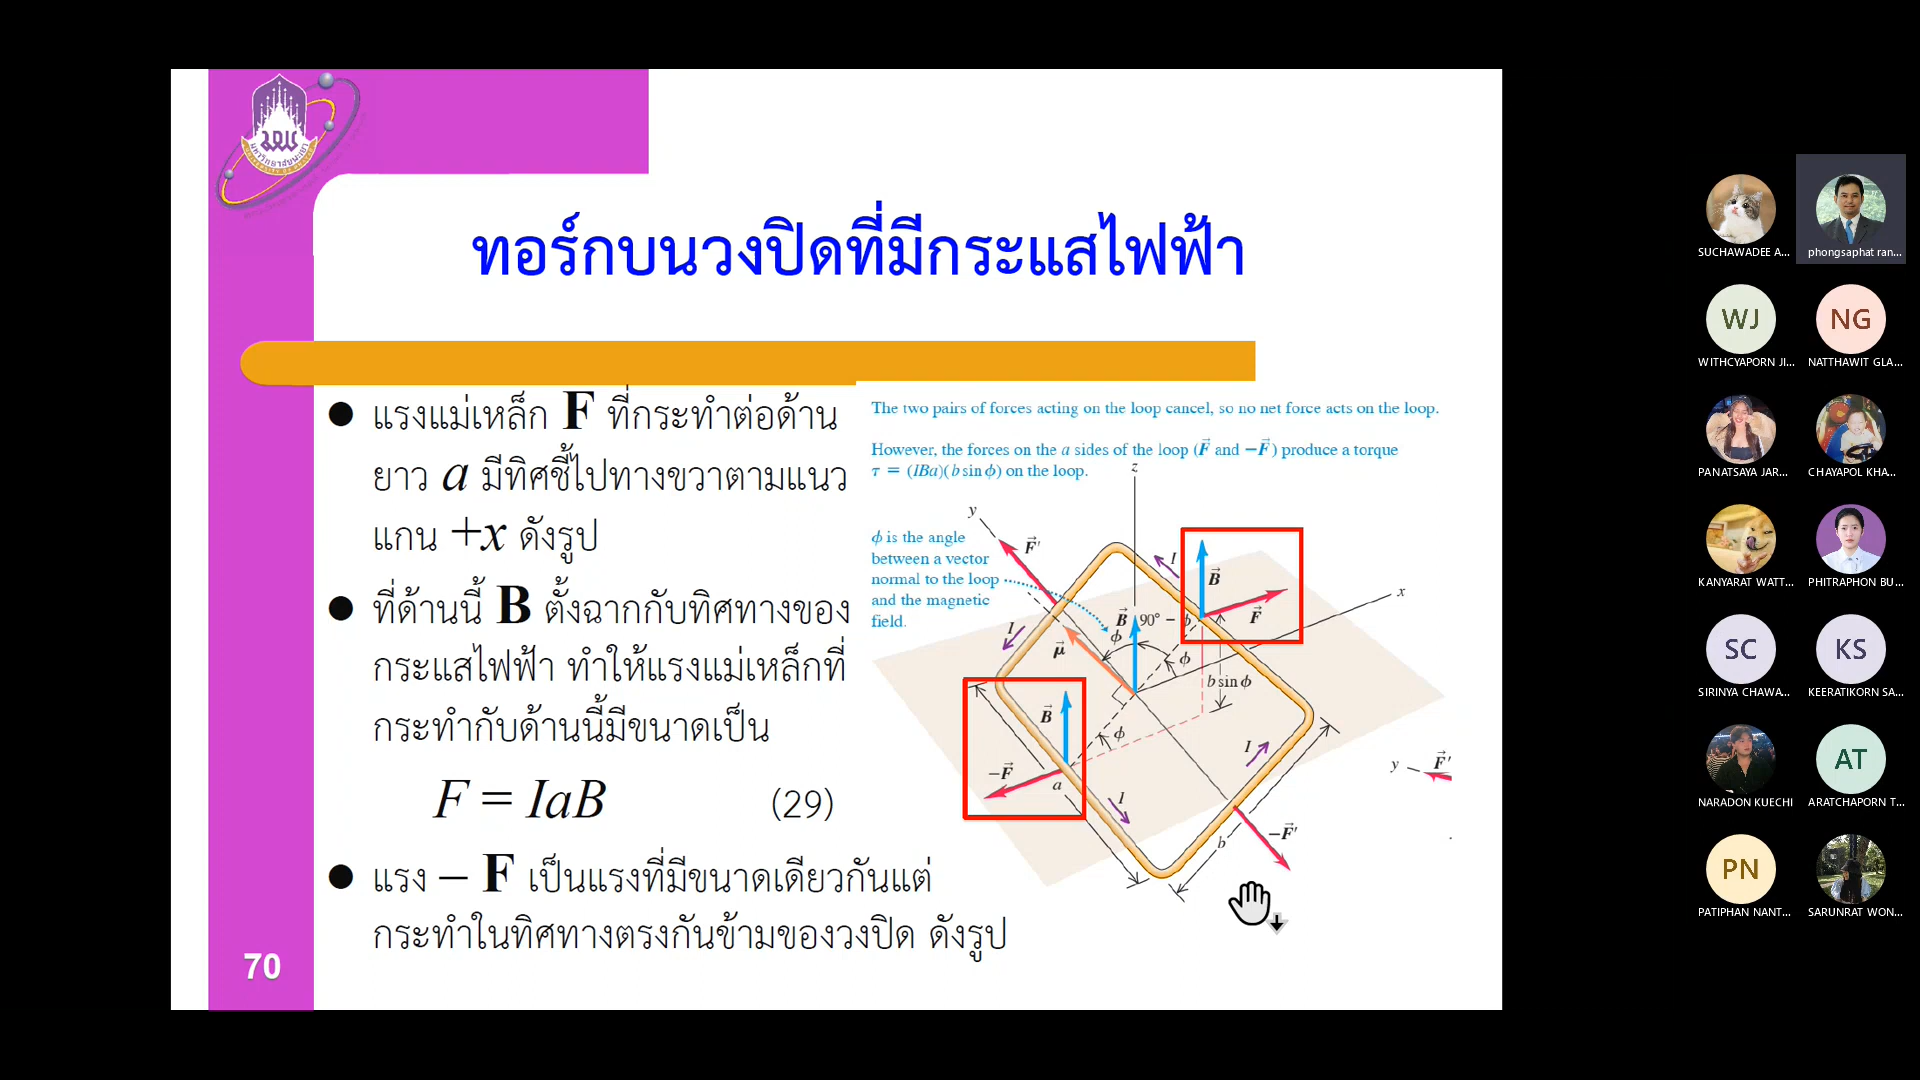 ทอร์กบนวงปิดที่มีกระแสไฟฟ้า
● แรงแม่เหล็ก F ที่กระทำต่อด้าน
ยาว a มีทิศชี้ไปทางขวาตามแนว
แกน +x ดังรูป
● ที่ด้านนี้ B ตั้งฉากกับทิศทางของ
กระแสไฟฟ้า ทำให้แรงแม่เหล็กที่
กระทำกับด้านนี้มีขนาดเป็น
F = IaB (29)
● แรง – F เป็นแรงที่มีขนาดเดียวกันแต่
กระทำในทิศทางตรงกันข้ามของวงปิด ดังรูป
70
The two pairs of forces acting on the loop cancel, so no net force acts on the loop.
However, the forces on the a sides of the loop (F⃗ and −F⃗) produce a torque
τ = (IBa)(b sin ϕ) on the loop.
z
y
F⃗′
ϕ is the angle
between a vector
normal to the loop
and the magnetic
field.
I
B⃗
F⃗
x
B⃗
90° − ϕ
ϕ
I
μ⃗
ϕ
b sin ϕ
B⃗
ϕ
−F⃗
a
I
I
b
−F⃗′
y
F⃗′
SUCHAWADEE A...
phongsaphat ran...
WJ
WITHCYAPORN JI...
NG
NATTHAWIT GLA...
PANATSAYA JAR...
CHAYAPOL KHA...
KANYARAT WATT...
PHITRAPHON BU...
SC
SIRINYA CHAWA...
KS
KEERATIKORN SA...
NARADON KUECHI
AT
ARATCHAPORN T...
PN
PATIPHAN NANT...
SARUNRAT WON...